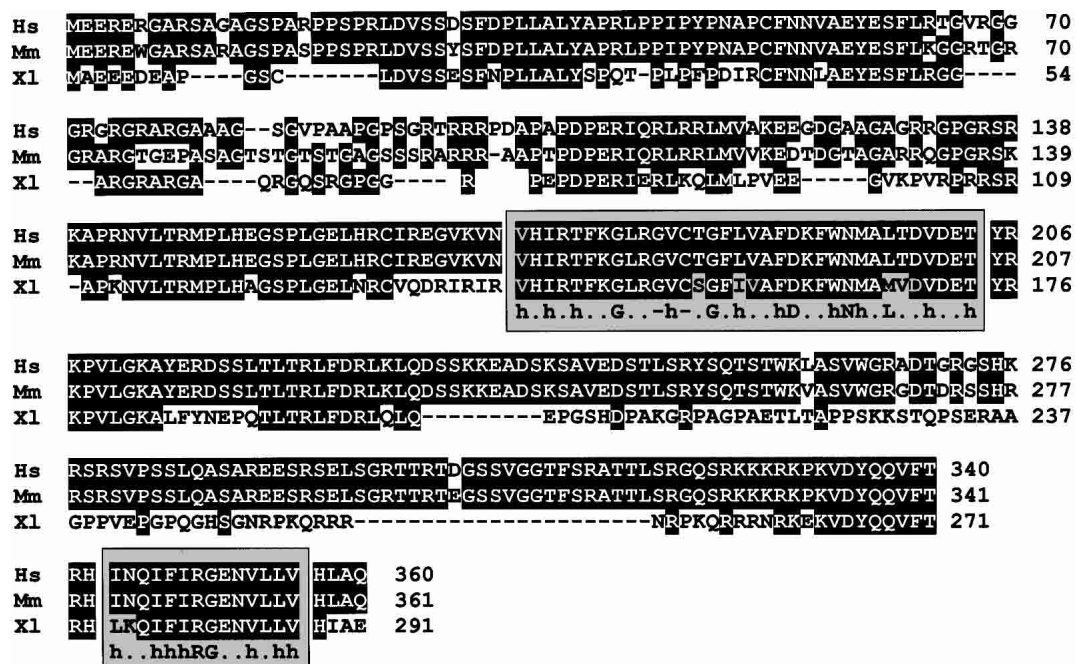 Hs MEERERGARSAGAGSPARPPSPRLDVSSDSFDPLLALYAPRLPPIPYPNAPCFNNVAEYESFLRTGVRGG 70
Mm MEEREWGARSARAGSPASPPSPRLDVSSYSFDPLLALYAPRLPPIPYPNAPCFNNVAEYESFLKGGRTGR 70
Xl MAEEEDEAP----GSC-------LDVSSESFNPLLALYSPQT-PLPFPDIRCFNNLAEYESFLRGG---- 54
Hs GRGRGRARGAAAG--SGVPAAPGPSGRTRRRPDAPAPDPERIQRLRRLMVAKEEGDGAAGAGRRGPGRSR 138
Mm GRARGTGEPASAGTSTGTSTGAGSSSRARRR-AAPTPDPERIQRLRRLMVVKEDTDGTAGARRQGPGRSK 139
Xl --ARGRARGA----QRGQSRGPGG-----R PEPDPERIERLKQLMLPVEE-----GVKPVRPRRSR 109
Hs KAPRNVLTRMPLHEGSPLGELHRCIREGVKVN VHIRTFKGLRGVCTGFLVAFDKFWNMALTDVDET YR 206
Mm KAPRNVLTRMPLHEGSPLGELHRCIREGVKVN VHIRTFKGLRGVCTGFLVAFDKFWNMALTDVDET YR 207
Xl -APKNVLTRMPLHAGSPLGELNRCVQDRIRIR VHIRTFKGLRGVCSGFIVAFDKFWNMAMVDVDET YR 176
h.h.h..G..-h-.G.h..hD..hNh.L..h..h
Hs KPVLGKAYERDSSLTLTRLFDRLKLQDSSKKEADSKSAVEDSTLSRYSQTSTWKLASVWGRADTGRGSHK 276
Mm KPVLGKAYERDSSLTLTRLFDRLKLQDSSKKEADSKSAVEDSTLSRYSQTSTWKVASVWGRGDTDRSSHR 277
Xl KPVLGKALFYNEPQTLTRLFDRLQLQ---------EPGSHDPAKGRPAGPAETLTAPPSKKSTQPSERAA 237
Hs RSRSVPSSLQASAREESRSELSGRTTRTDGSSVGGTFSRATTLSRGQSRKKKRKPKVDYQQVFT 340
Mm RSRSVPSSLQASAREESRSELSGRTTRTEGSSVGGTFSRATTLSRGQSRKKKRKPKVDYQQVFT 341
Xl GPPVEPGPQGHSGNRPKQRRR----------------------NRPKQRRRNRKEKVDYQQVFT 271
Hs RH INQIFIRGENVLLV HLAQ 360
Mm RH INQIFIRGENVLLV HLAQ 361
Xl RH LKQIFIRGENVLLV HIAE 291
h..hhhRG..h.hh